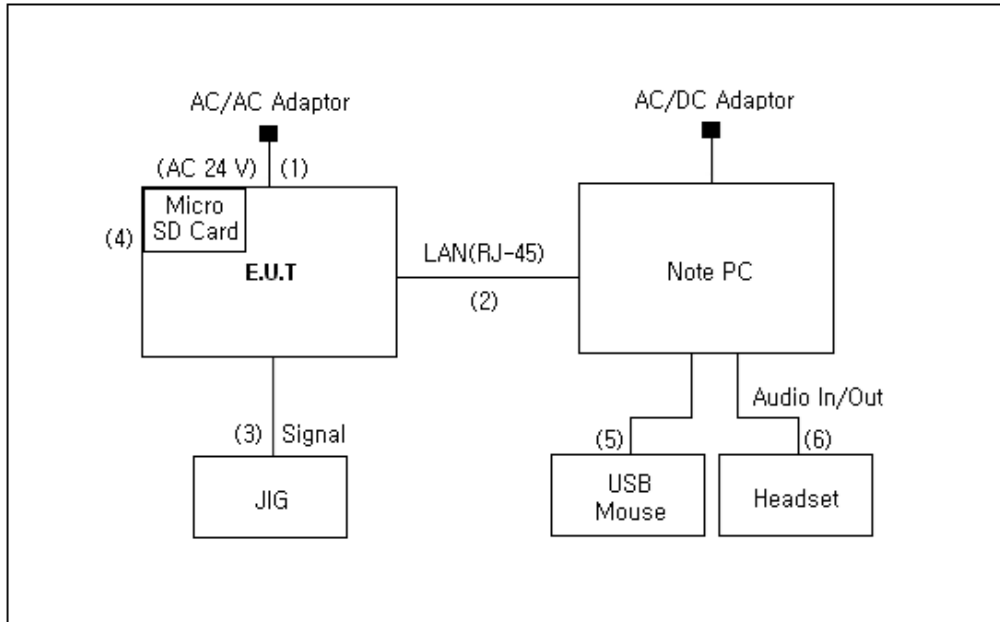 AC/AC Adaptor
AC/DC Adaptor
(AC 24 V) (1)
Micro
SD Card
(4)
E.U.T
LAN(RJ-45)
(2)
Note PC
(3) Signal
JIG
Audio In/Out
(5)
(6)
USB
Mouse
Headset